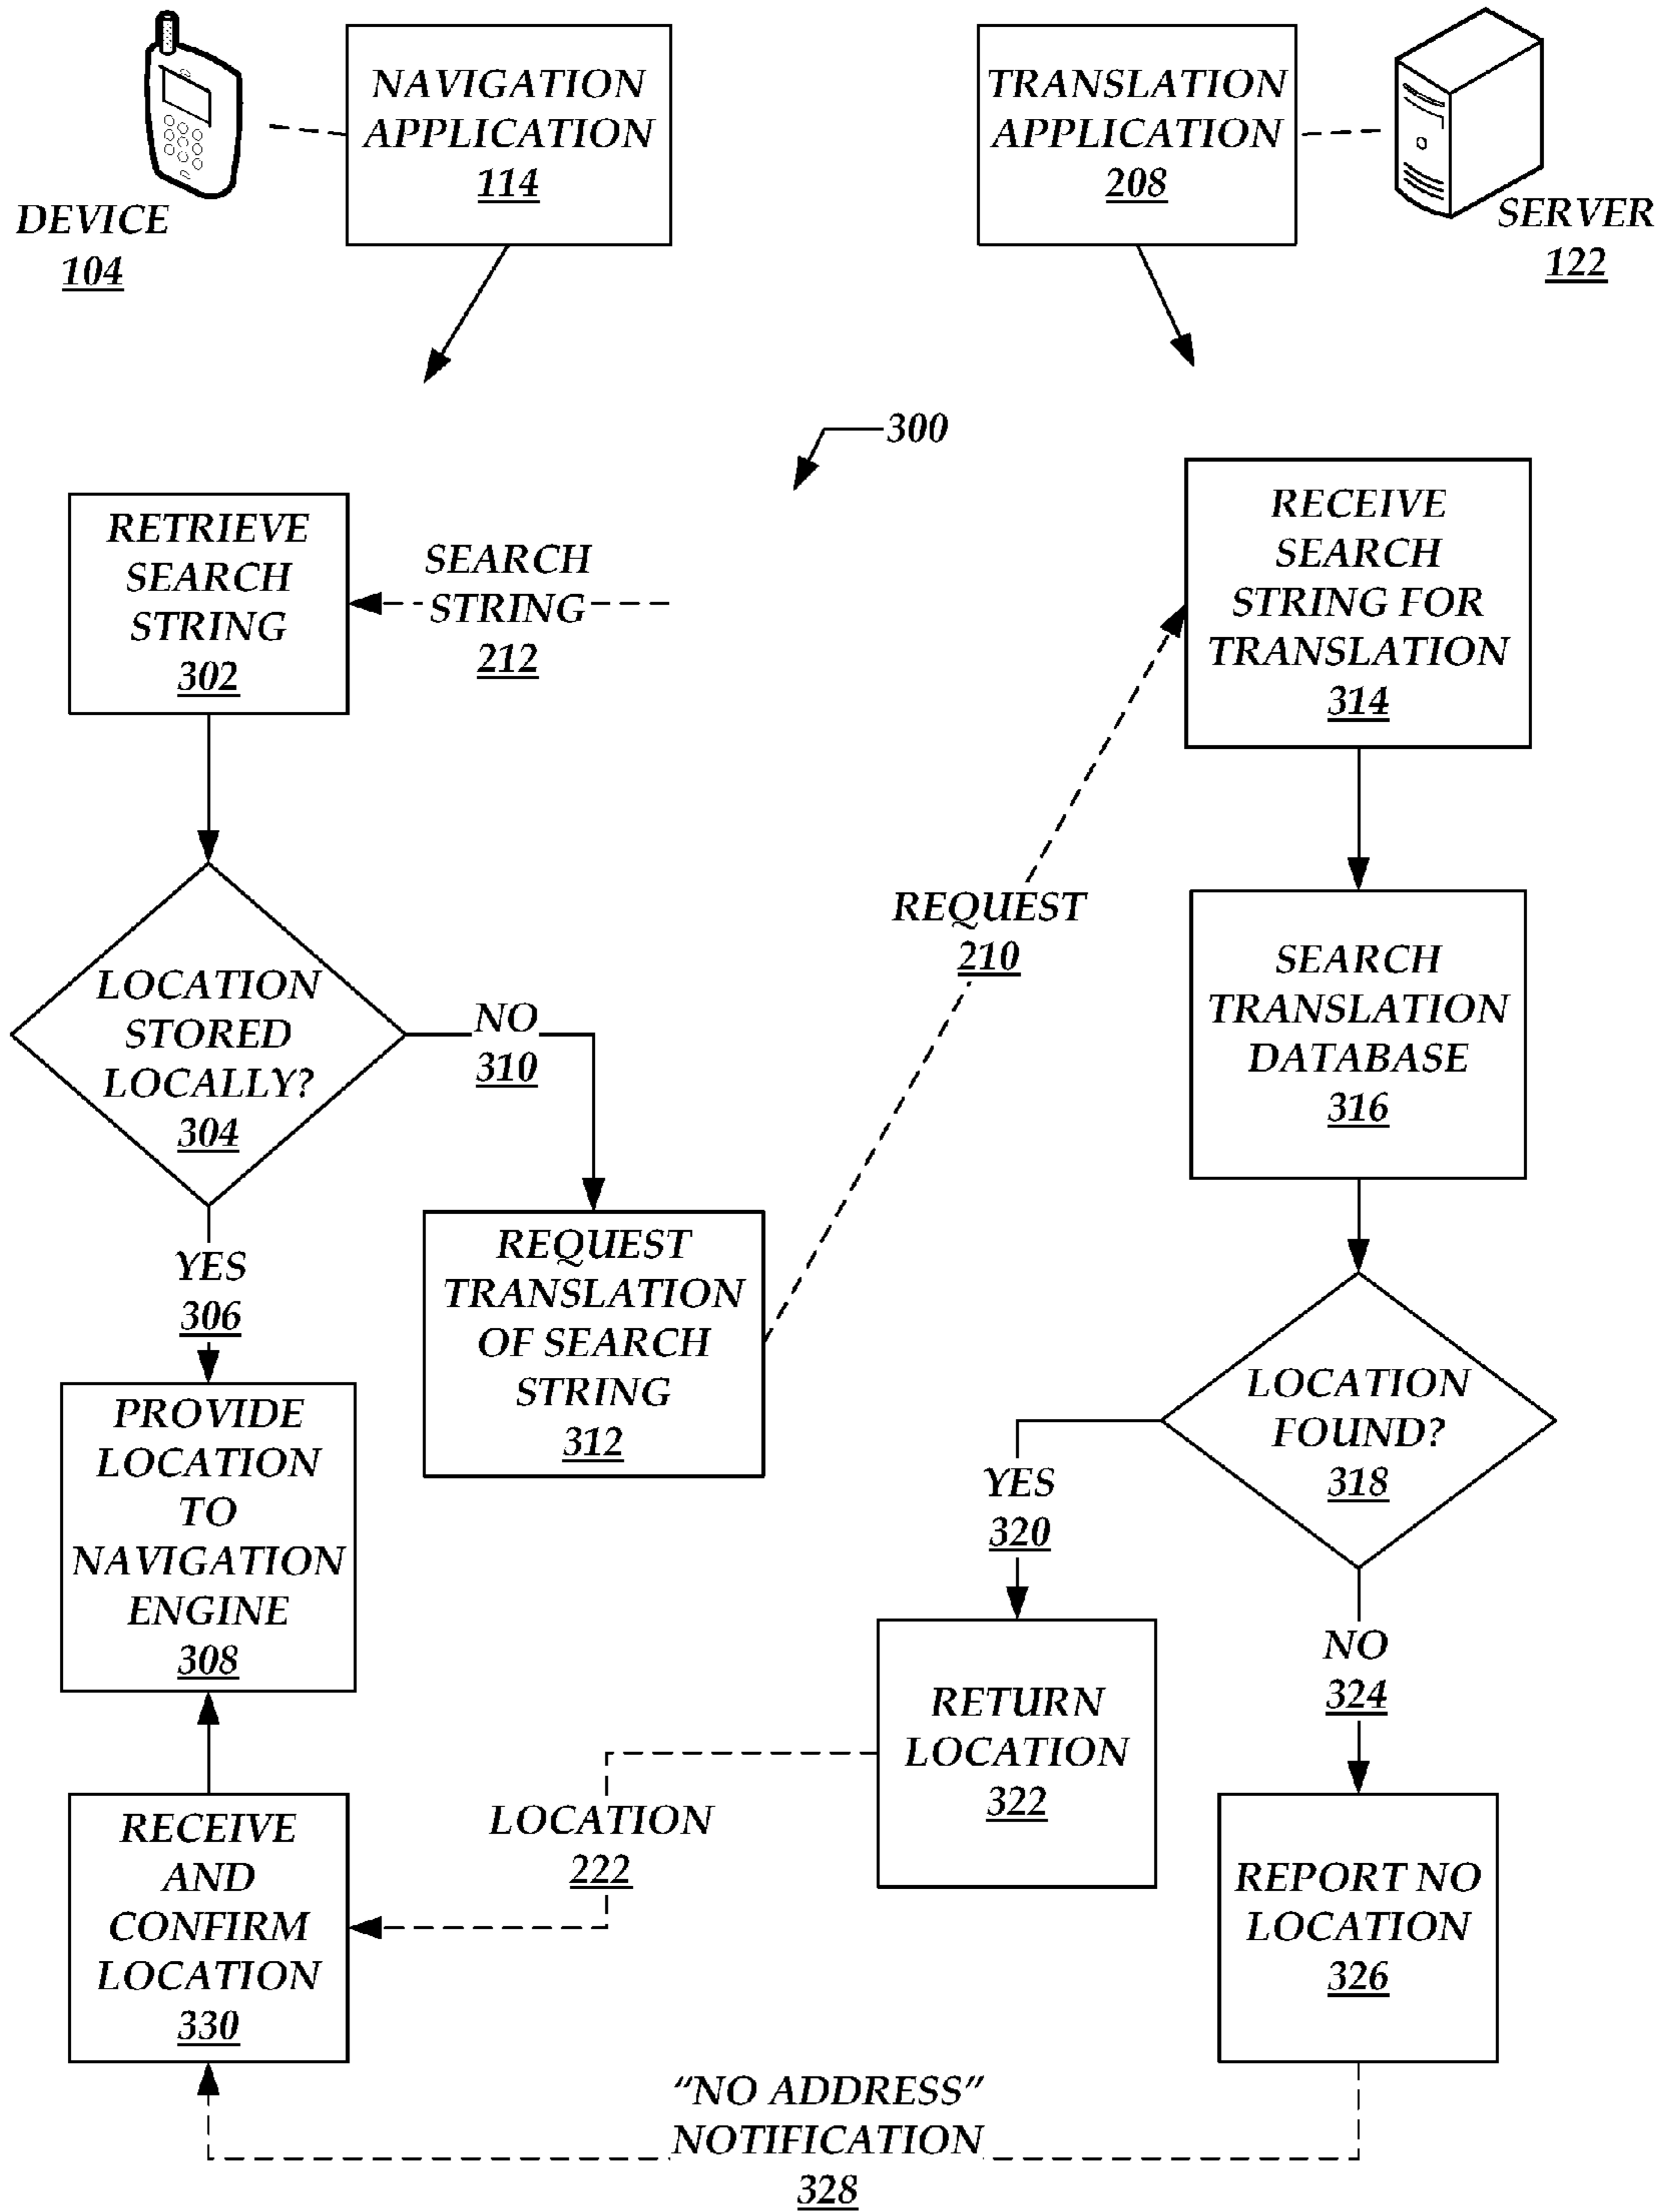 DEVICE
104
NAVIGATION
APPLICATION
114
TRANSLATION
APPLICATION
208
SERVER
122
300
RETRIEVE
SEARCH
STRING
302
SEARCH
STRING
212
LOCATION
STORED
LOCALLY?
304
NO
310
YES
306
REQUEST
TRANSLATION
OF SEARCH
STRING
312
PROVIDE
LOCATION
TO
NAVIGATION
ENGINE
308
RECEIVE
AND
CONFIRM
LOCATION
330
REQUEST
210
RECEIVE
SEARCH
STRING FOR
TRANSLATION
314
SEARCH
TRANSLATION
DATABASE
316
LOCATION
FOUND?
318
YES
320
NO
324
RETURN
LOCATION
322
LOCATION
222
REPORT NO
LOCATION
326
“NO ADDRESS”
NOTIFICATION
328